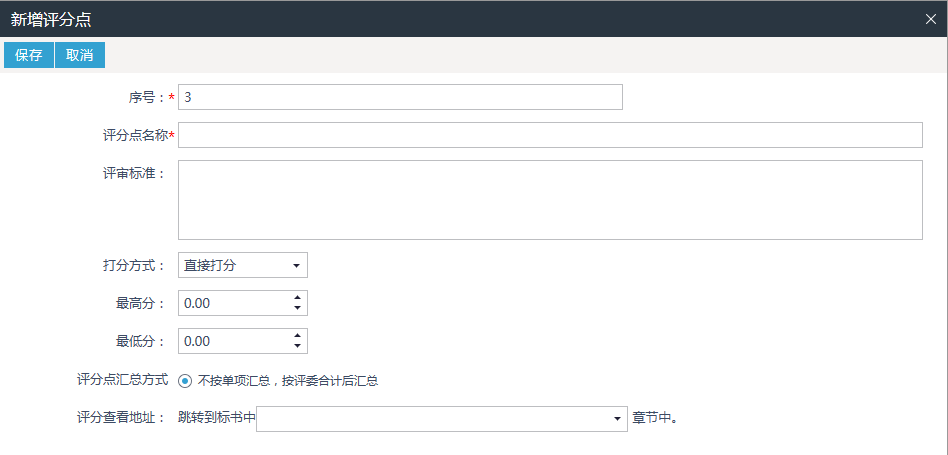 新增评分点
保存 取消
序号：* 3
评分点名称*
评审标准：
打分方式： 直接打分
最高分： 0.00
最低分： 0.00
评分点汇总方式 不按单项汇总，按评委合计后汇总
评分查看地址： 跳转到标书中 章节中。